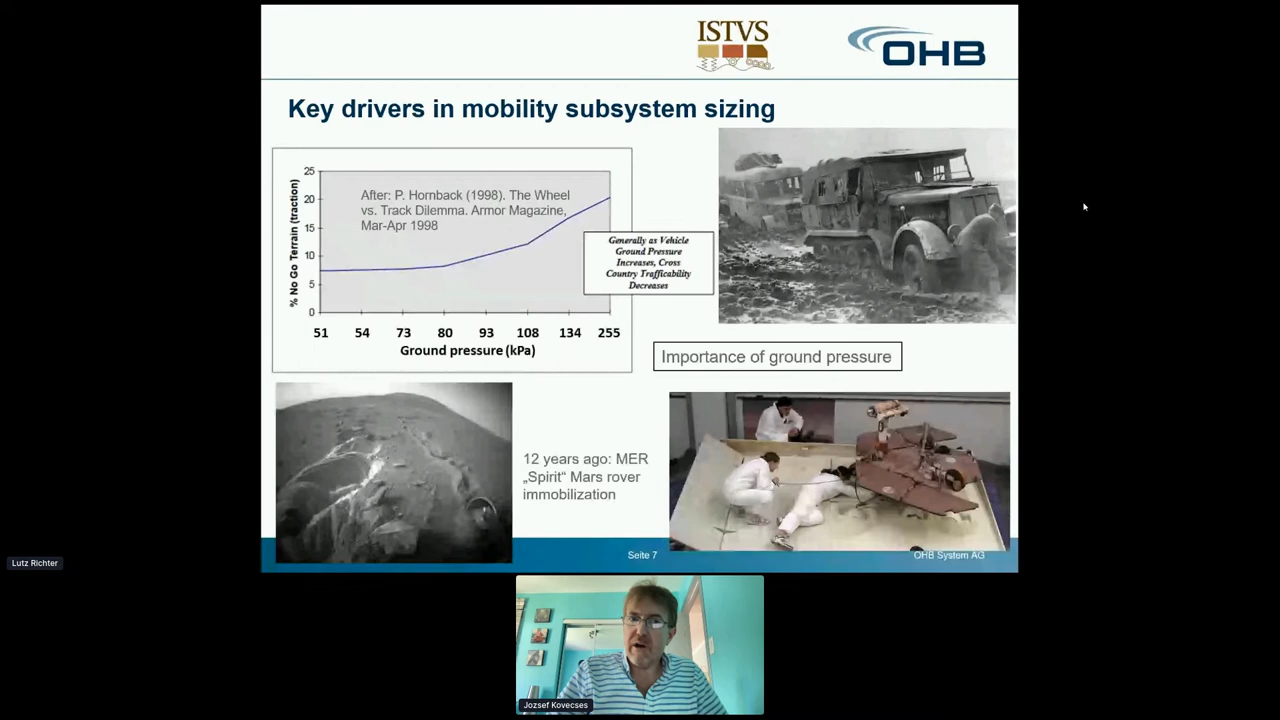 ISTVS
OHB
Key drivers in mobility subsystem sizing
% No Go Terrain (traction)
25
20
15
10
5
0
After: P. Hornback (1998). The Wheel
vs. Track Dilemma. Armor Magazine,
Mar-Apr 1998
Generally as Vehicle
Ground Pressure
Increases, Cross
Country Trafficability
Decreases
51 54 73 80 93 108 134 255
Ground pressure (kPa)
Importance of ground pressure
12 years ago: MER
„Spirit“ Mars rover
immobilization
Seite 7
OHB System AG
Lutz Richter
Jozsef Kovecses